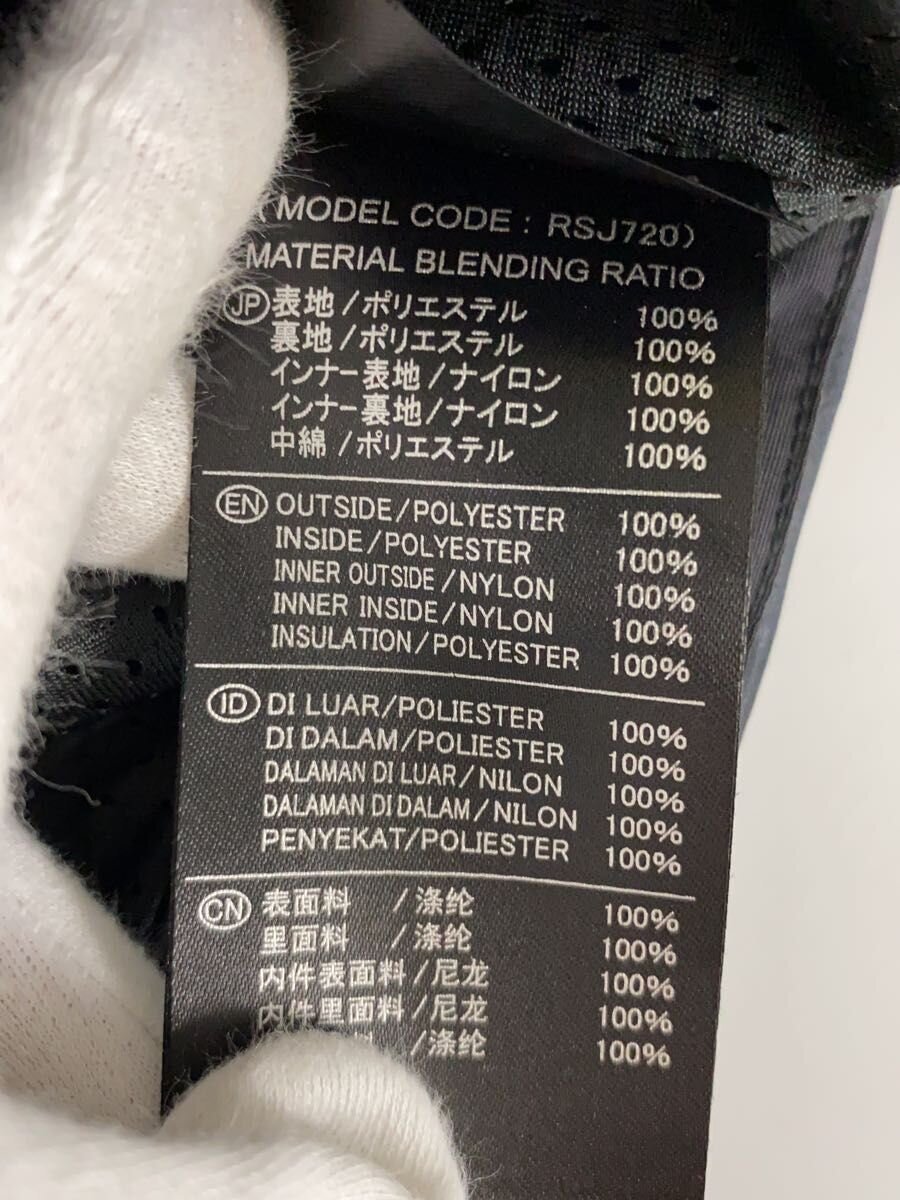 ( MODEL CODE : RSJ720)
MATERIAL BLENDING RATIO
JP 表地/ポリエステル 100%
裏地/ポリエステル 100%
インナー表地/ナイロン 100%
インナー裏地/ナイロン 100%
中綿/ポリエステル 100%
EN OUTSIDE/POLYESTER 100%
INSIDE/POLYESTER 100%
INNER OUTSIDE/NYLON 100%
INNER INSIDE/NYLON 100%
INSULATION/POLYESTER 100%
ID DI LUAR/POLIESTER 100%
DI DALAM/POLIESTER 100%
DALAMAN DI LUAR/NILON 100%
DALAMAN DI DALAM/NILON 100%
PENYEKAT/POLIESTER 100%
CN 表面料 /涤纶 100%
里面料 /涤纶 100%
内件表面料/尼龙 100%
内件里面料/尼龙 100%
料 /涤纶 100%